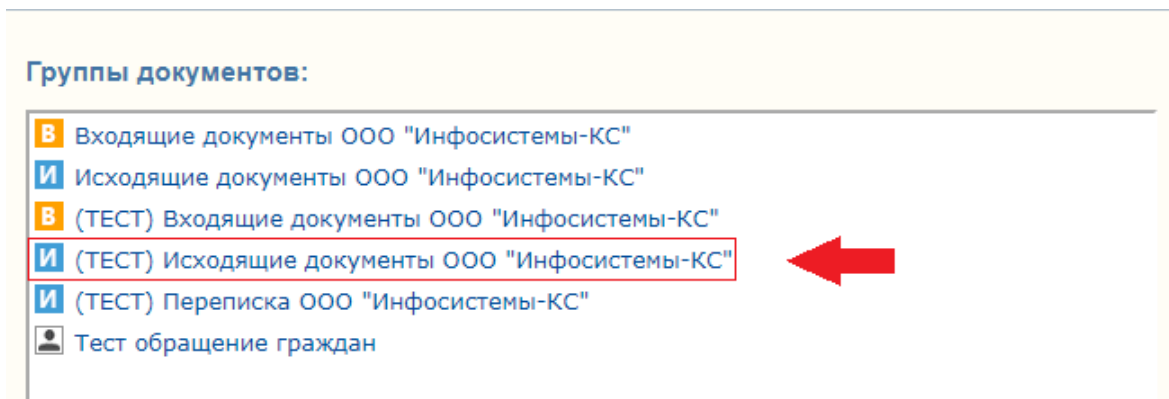 Группы документов:
В Входящие документы ООО "Инфосистемы-КС"
И Исходящие документы ООО "Инфосистемы-КС"
В (ТЕСТ) Входящие документы ООО "Инфосистемы-КС"
И (ТЕСТ) Исходящие документы ООО "Инфосистемы-КС"
И (ТЕСТ) Переписка ООО "Инфосистемы-КС"
Тест обращение граждан